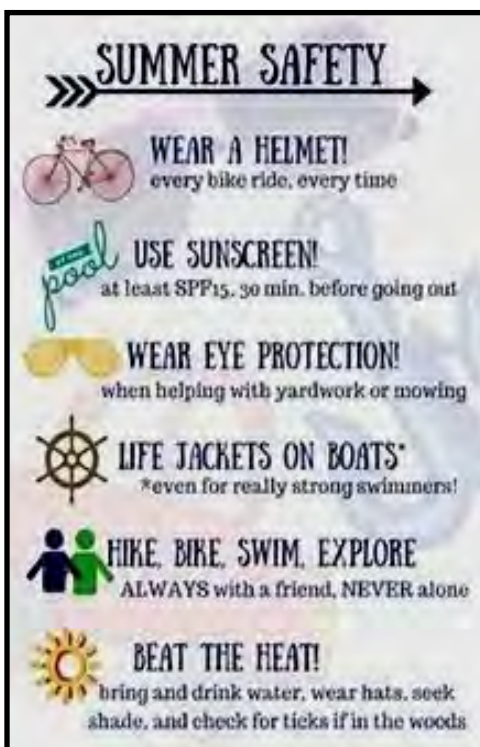 SUMMER SAFETY
WEAR A HELMET!
every bike ride, every time
pool
USE SUNSCREEN!
at least SPF15, 30 min. before going out
WEAR EYE PROTECTION!
when helping with yardwork or mowing
LIFE JACKETS ON BOATS*
*even for really strong swimmers!
HIKE, BIKE, SWIM, EXPLORE
ALWAYS with a friend, NEVER alone
BEAT THE HEAT!
bring and drink water, wear hats, seek
shade, and check for ticks if in the woods